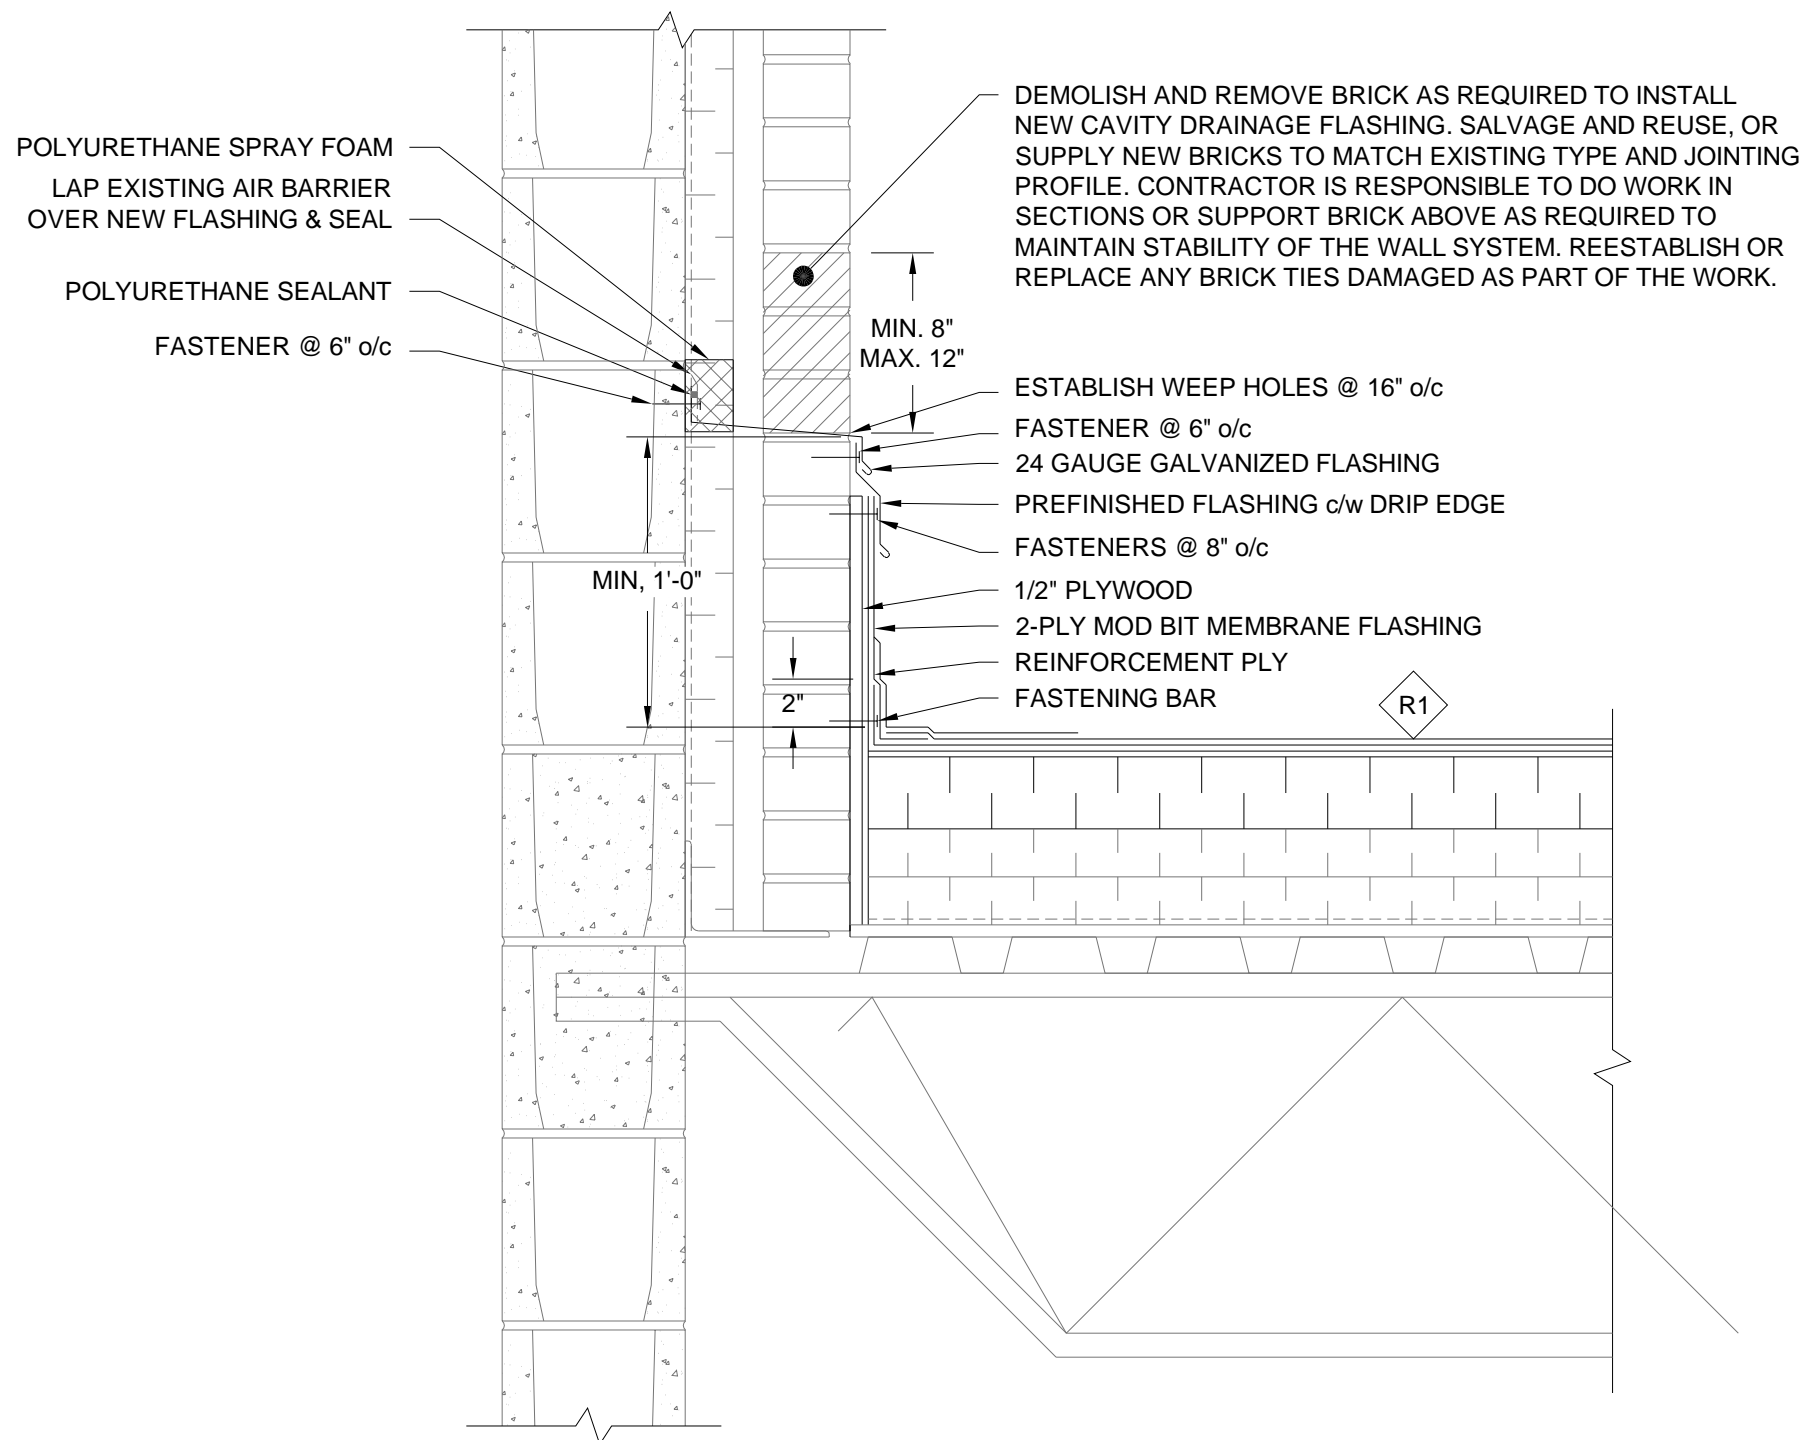 POLYURETHANE SPRAY FOAM
LAP EXISTING AIR BARRIER
OVER NEW FLASHING & SEAL
POLYURETHANE SEALANT
FASTENER @ 6" o/c
DEMOLISH AND REMOVE BRICK AS REQUIRED TO INSTALL
NEW CAVITY DRAINAGE FLASHING. SALVAGE AND REUSE, OR
SUPPLY NEW BRICKS TO MATCH EXISTING TYPE AND JOINTING
PROFILE. CONTRACTOR IS RESPONSIBLE TO DO WORK IN
SECTIONS OR SUPPORT BRICK ABOVE AS REQUIRED TO
MAINTAIN STABILITY OF THE WALL SYSTEM. REESTABLISH OR
REPLACE ANY BRICK TIES DAMAGED AS PART OF THE WORK.
MIN. 8"
MAX. 12"
ESTABLISH WEEP HOLES @ 16" o/c
FASTENER @ 6" o/c
24 GAUGE GALVANIZED FLASHING
PREFINISHED FLASHING c/w DRIP EDGE
FASTENERS @ 8" o/c
MIN, 1'-0"
1/2" PLYWOOD
2-PLY MOD BIT MEMBRANE FLASHING
REINFORCEMENT PLY
FASTENING BAR
2"
R1